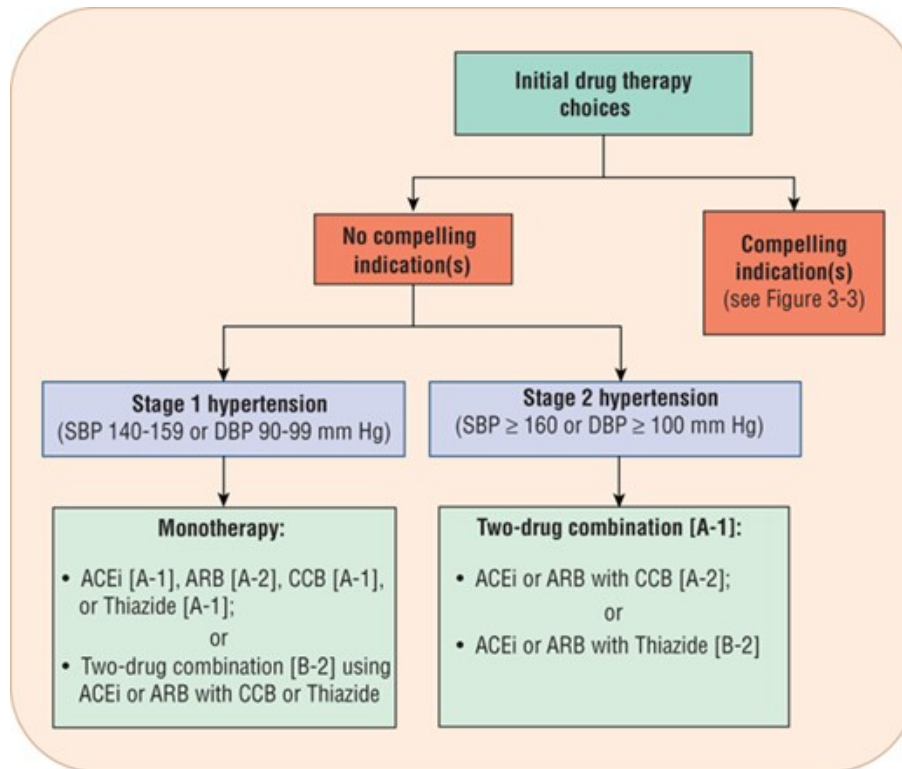 Initial drug therapy
choices
No compelling
indication(s)
Compelling
indication(s)
(see Figure 3-3)
Stage 1 hypertension
(SBP 140-159 or DBP 90-99 mm Hg)
Stage 2 hypertension
(SBP ≥ 160 or DBP ≥ 100 mm Hg)
Monotherapy:
• ACEi [A-1], ARB [A-2], CCB [A-1],
or Thiazide [A-1];
or
• Two-drug combination [B-2] using
ACEi or ARB with CCB or Thiazide
Two-drug combination [A-1]:
• ACEi or ARB with CCB [A-2];
or
• ACEi or ARB with Thiazide [B-2]